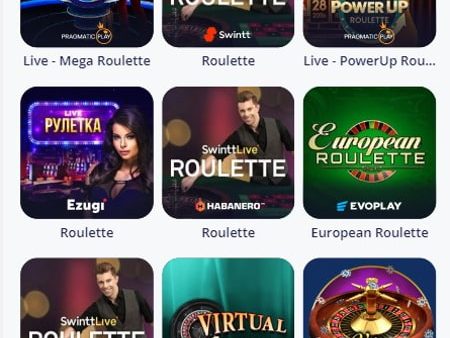 28
POWER UP
ROULETTE
PRAGMATIC PLAY
Swintt
PRAGMATIC PLAY
Live - Mega Roulette
Roulette
Live - PowerUp Rou...
LIVE
РУЛЕТКА
Ezugi
SwinttLive
ROULETTE
HABANERO
European
ROULETTE
EVOPLAY
Roulette
Roulette
European Roulette
SwinttLive
ROULETTE
VIRTUAL